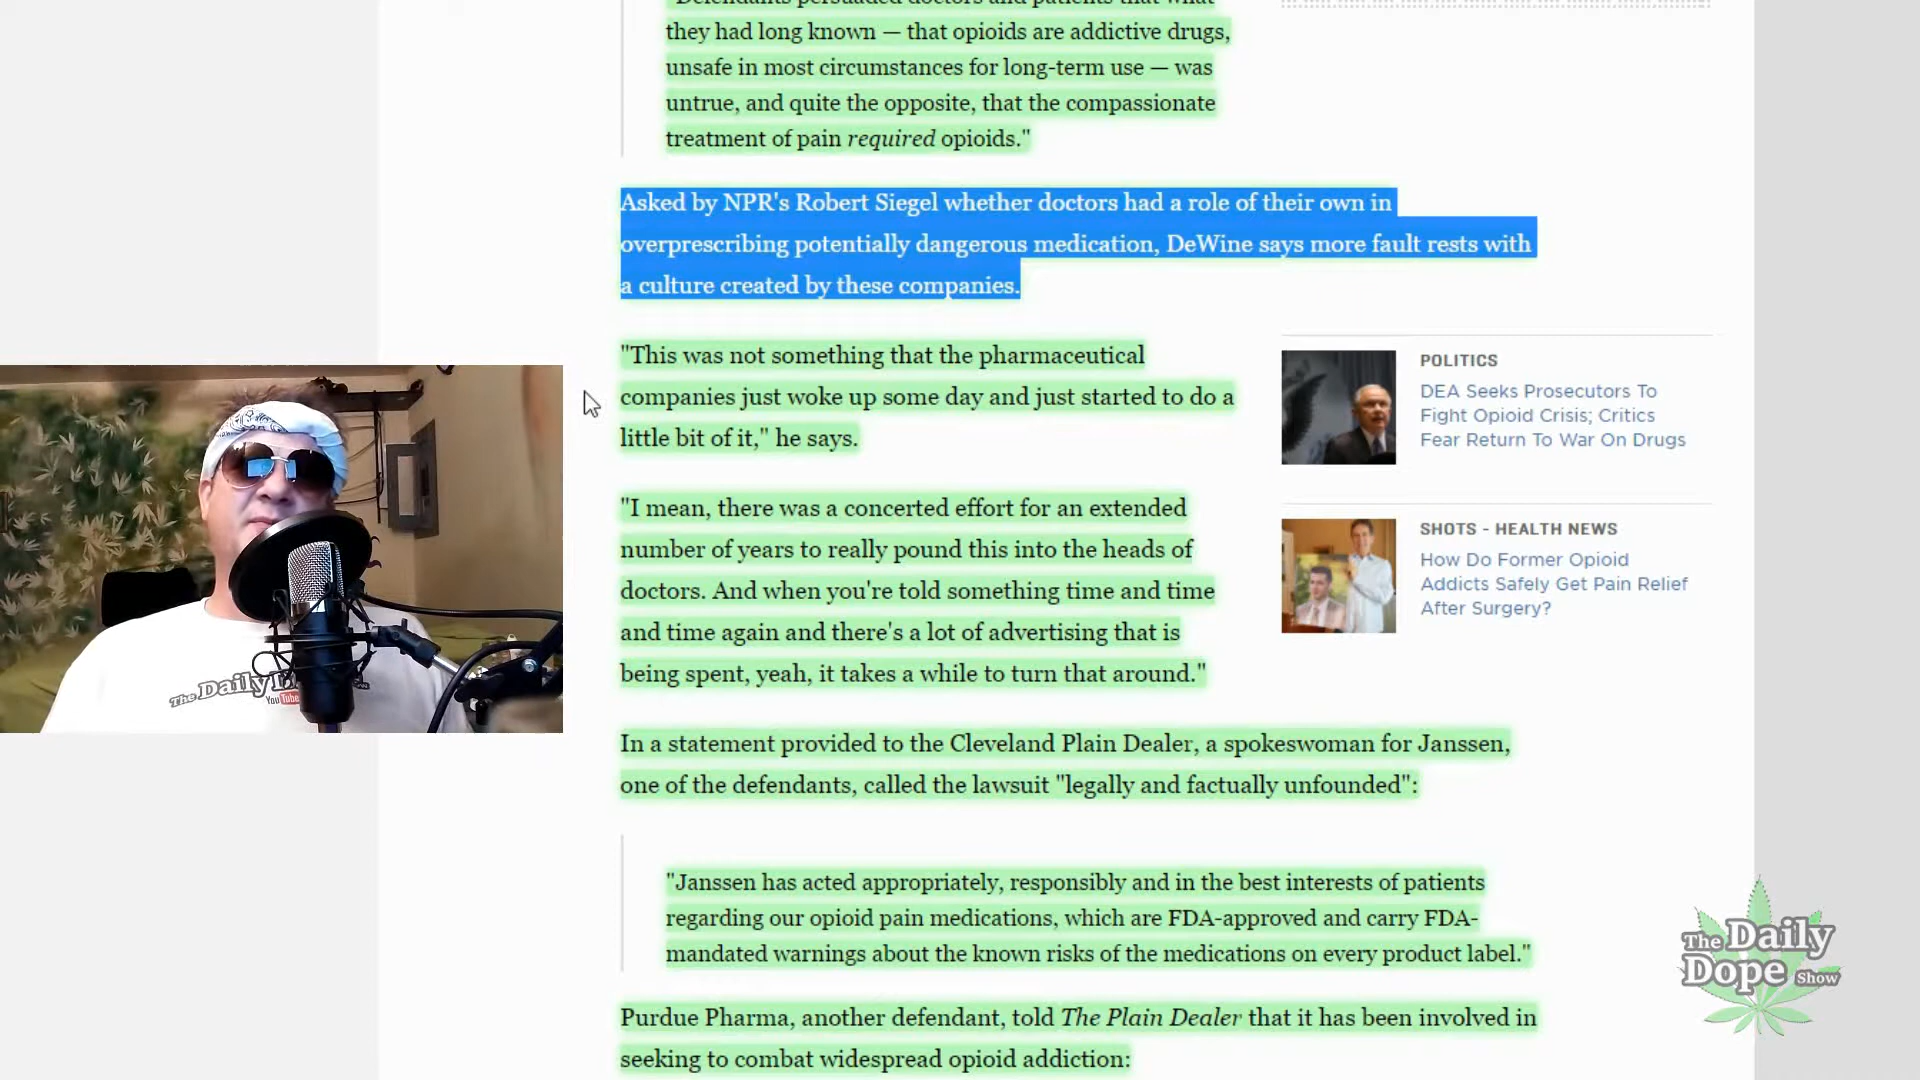 "Defendants persuaded doctors and patients that what
they had long known — that opioids are addictive drugs,
unsafe in most circumstances for long-term use — was
untrue, and quite the opposite, that the compassionate
treatment of pain required opioids."
Asked by NPR's Robert Siegel whether doctors had a role of their own in
overprescribing potentially dangerous medication, DeWine says more fault rests with
a culture created by these companies.
"This was not something that the pharmaceutical
companies just woke up some day and just started to do a
little bit of it," he says.
"I mean, there was a concerted effort for an extended
number of years to really pound this into the heads of
doctors. And when you're told something time and time
and time again and there's a lot of advertising that is
being spent, yeah, it takes a while to turn that around."
In a statement provided to the Cleveland Plain Dealer, a spokeswoman for Janssen,
one of the defendants, called the lawsuit "legally and factually unfounded":
"Janssen has acted appropriately, responsibly and in the best interests of patients
regarding our opioid pain medications, which are FDA-approved and carry FDA-
mandated warnings about the known risks of the medications on every product label."
Purdue Pharma, another defendant, told The Plain Dealer that it has been involved in
seeking to combat widespread opioid addiction:
POLITICS
DEA Seeks Prosecutors To
Fight Opioid Crisis; Critics
Fear Return To War On Drugs
SHOTS - HEALTH NEWS
How Do Former Opioid
Addicts Safely Get Pain Relief
After Surgery?
The Daily
YouTube
The Daily
Dope Show